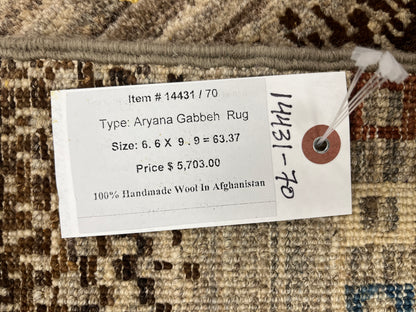 Item # 14431 / 70
Type: Aryana Gabbeh Rug
Size: 6. 6 X 9 . 9 = 63.37
Price $ 5,703.00
100% Handmade Wool In Afghanistan
14431-70